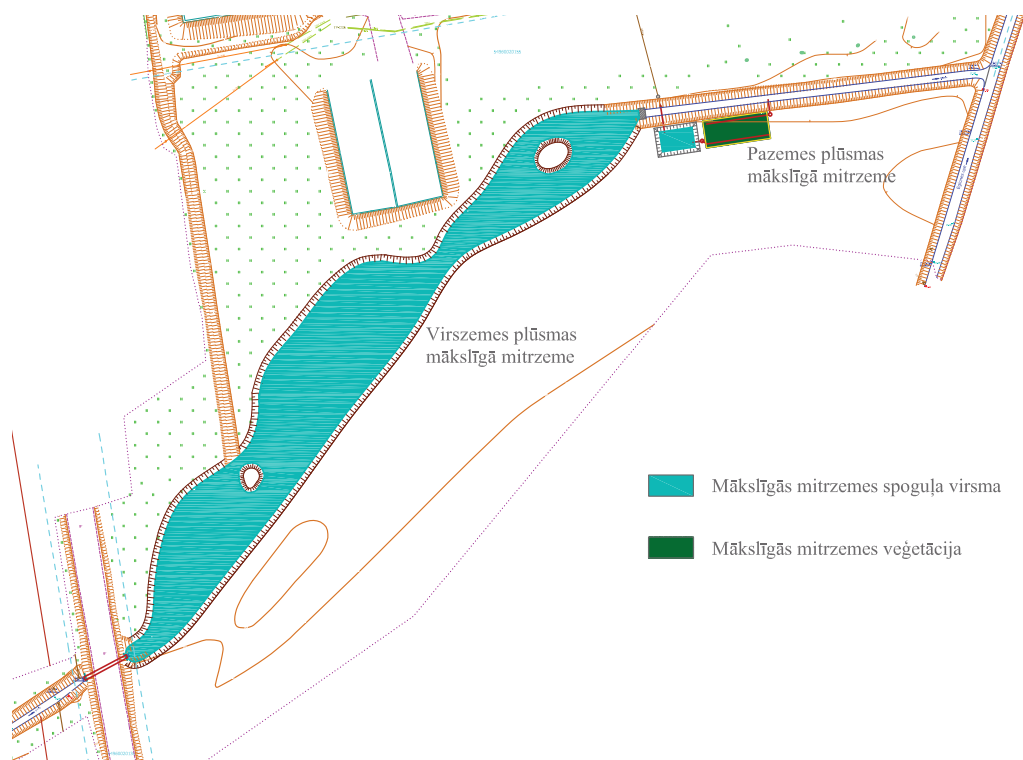 Pazemes plūsmas
mākslīgā mitrzeme
Virszemes plūsmas
mākslīgā mitrzeme
Mākslīgās mitrzemes spoguļa virsma
Mākslīgās mitrzemes veģetācija